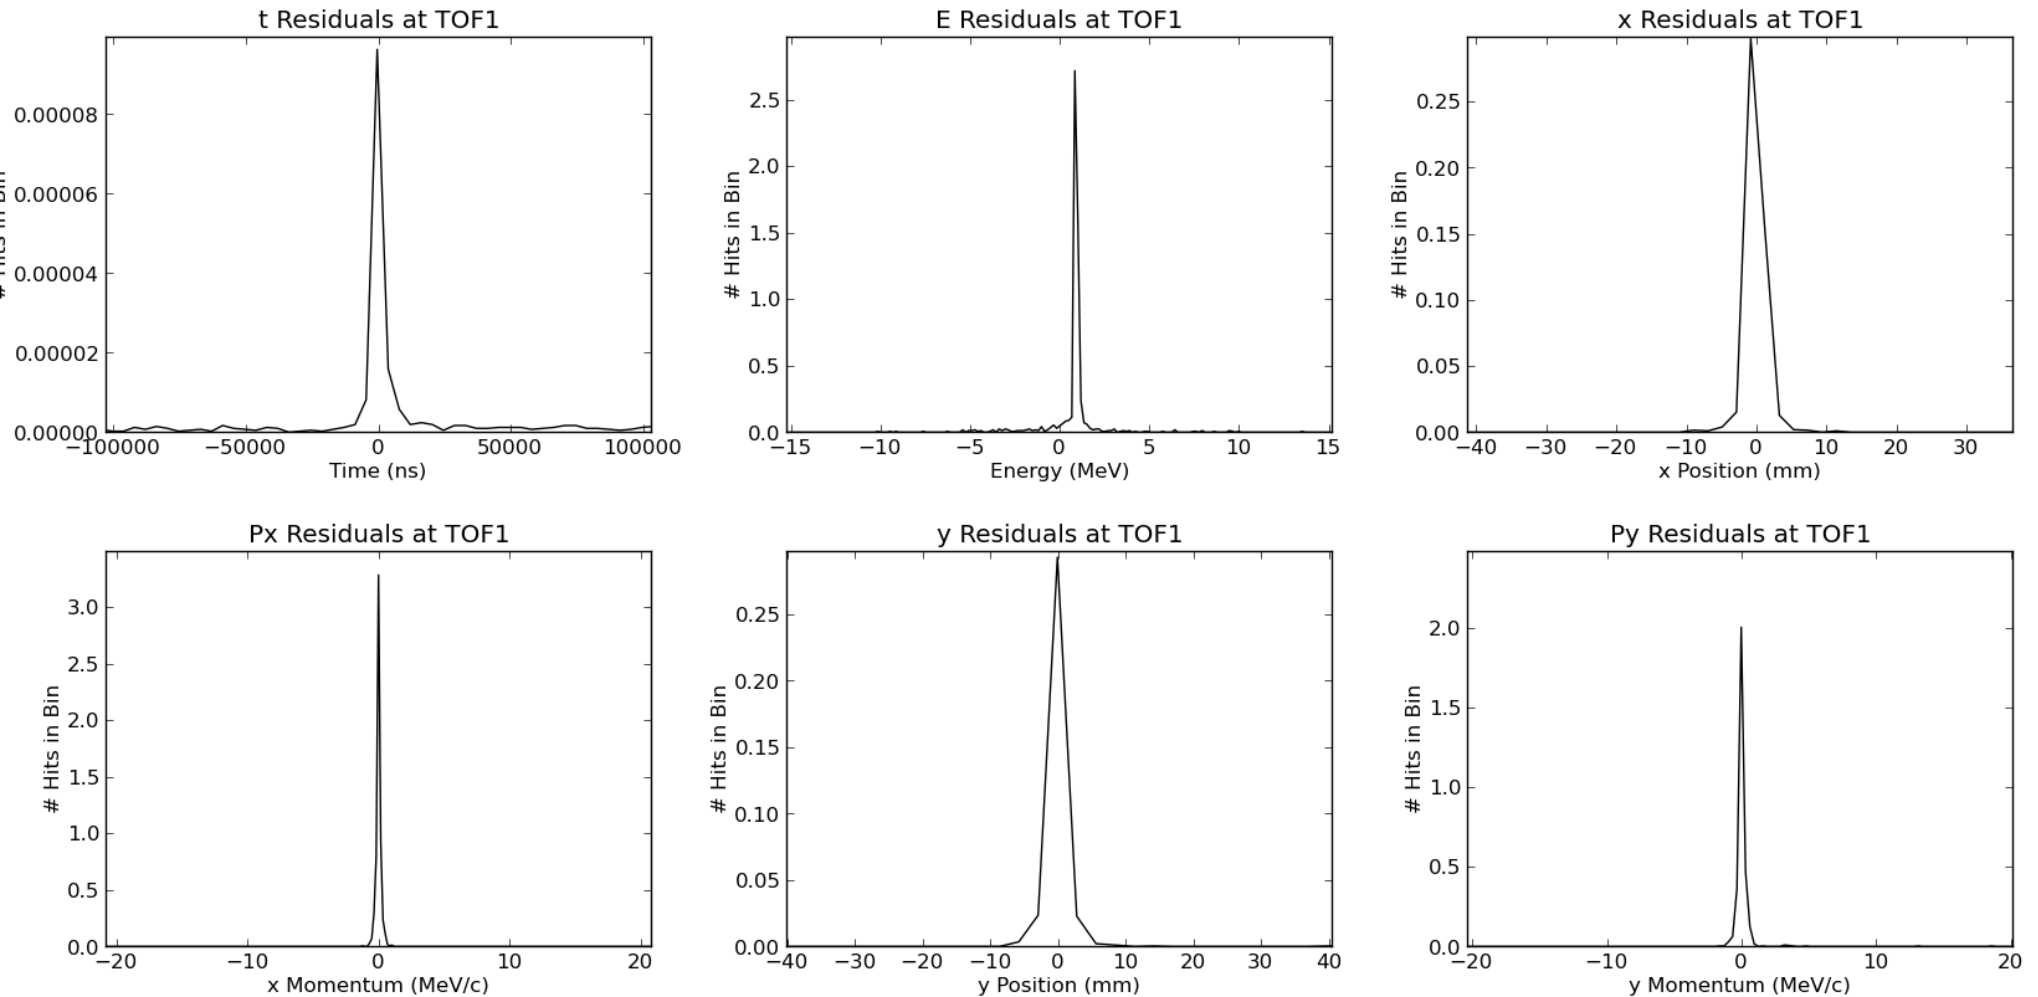 t Residuals at TOF1
E Residuals at TOF1
x Residuals at TOF1
0.00008
0.00006
0.00004
0.00002
0.00000
# Hits in Bin
−100000 −50000 0 50000 100000
Time (ns)
2.5
2.0
1.5
1.0
0.5
0.0
# Hits in Bin
−15 −10 −5 0 5 10 15
Energy (MeV)
0.25
0.20
0.15
0.10
0.05
0.00
# Hits in Bin
−40 −30 −20 −10 0 10 20 30
x Position (mm)
Px Residuals at TOF1
y Residuals at TOF1
Py Residuals at TOF1
3.0
2.5
2.0
1.5
1.0
0.5
0.0
# Hits in Bin
−20 −10 0 10 20
x Momentum (MeV/c)
0.25
0.20
0.15
0.10
0.05
0.00
# Hits in Bin
−40 −30 −20 −10 0 10 20 30 40
y Position (mm)
2.0
1.5
1.0
0.5
0.0
# Hits in Bin
−20 −10 0 10 20
y Momentum (MeV/c)